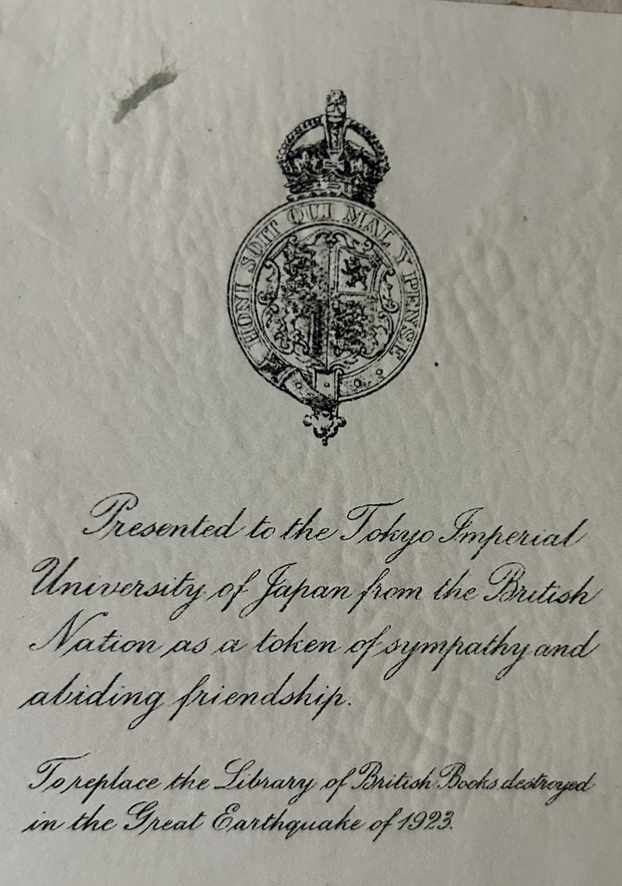 HONI SOIT QUI MAL Y PENSE
Presented to the Tokyo Imperial
University of Japan from the British
Nation as a token of sympathy and
abiding friendship.
To replace the Library of British Books destroyed
in the Great Earthquake of 1923.